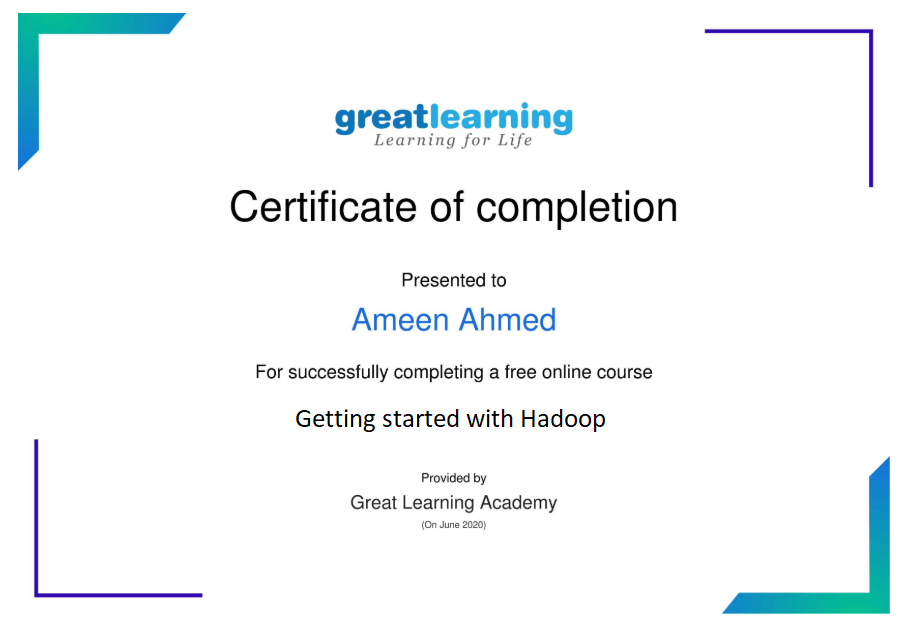 greatlearning
Learning for Life
Certificate of completion
Presented to
Ameen Ahmed
For successfully completing a free online course
Getting started with Hadoop
Provided by
Great Learning Academy
(On June 2020)